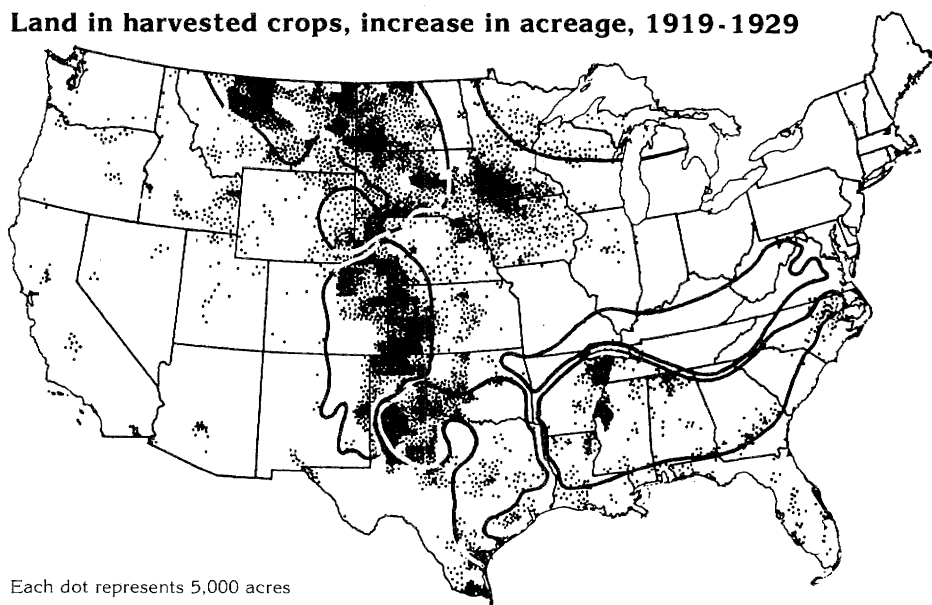 Land in harvested crops, increase in acreage, 1919-1929
Each dot represents 5,000 acres